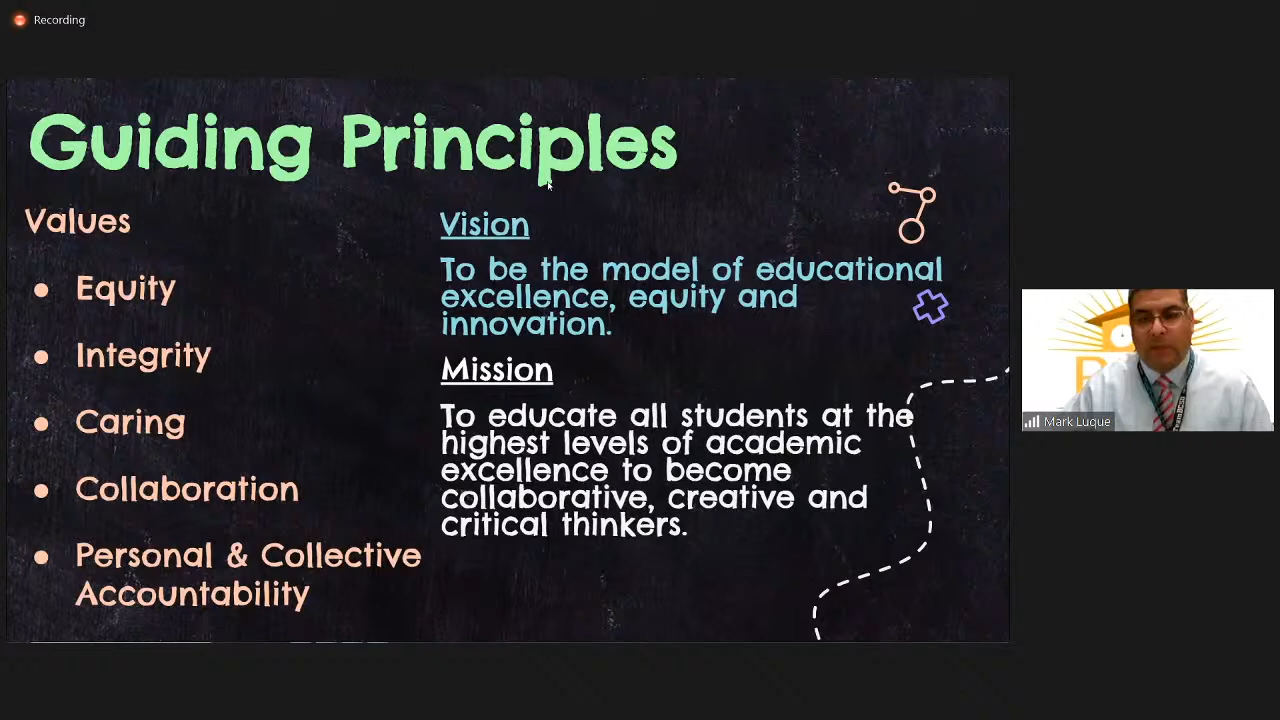 Recording
Guiding Principles
Values
Equity
Integrity
Caring
Collaboration
Personal & Collective
Accountability
Vision
To be the model of educational
excellence, equity and
innovation.
Mission
To educate all students at the
highest levels of academic
excellence to become
collaborative, creative and
critical thinkers.
Mark Luque